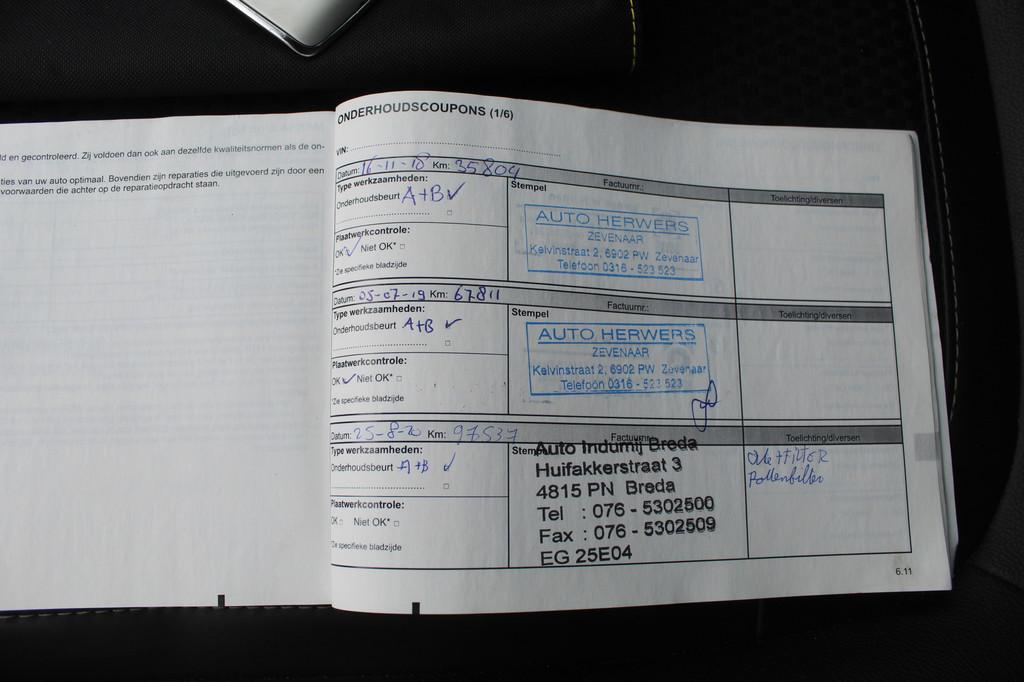 ld en gecontroleerd. Zij voldoen dan ook aan dezelfde kwaliteitsnormen als de on-
ties van uw auto optimaal. Bovendien zijn reparaties die uitgevoerd zijn door een
voorwaarden die achter op de reparatieopdracht staan.
ONDERHOUDSCOUPONS (1/6)
VIN:
Datum: 16-11-18 Km: 35804 Factuurnr.:
Type werkzaamheden:
Onderhoudsbeurt A+B ✓
Plaatwerkcontrole:
OK ✓ Niet OK* □
*Zie specifieke bladzijde
Stempel
AUTO HERWERS
ZEVENAAR
Kelvinstraat 2, 6902 PW Zevenaar
Telefoon 0316 - 523 523
Toelichting/diversen
Datum: 05-07-19 Km: 67811 Factuurnr.:
Type werkzaamheden:
Onderhoudsbeurt A+B ✓
Plaatwerkcontrole:
OK ✓ Niet OK* □
*Zie specifieke bladzijde
Stempel
AUTO HERWERS
ZEVENAAR
Kelvinstraat 2, 6902 PW Zevenaar
Telefoon 0316 - 523 523
Toelichting/diversen
Datum: 25-8-20 Km: 97537 Factuurnr.:
Type werkzaamheden:
Onderhoudsbeurt A+B ✓
Plaatwerkcontrole:
OK □ Niet OK* □
*Zie specifieke bladzijde
Stempel
Auto Indumij Breda
Huifakkerstraat 3
4815 PN Breda
Tel : 076 - 5302500
Fax : 076 - 5302509
EG 25E04
Toelichting/diversen
Pollenfilter
6.11